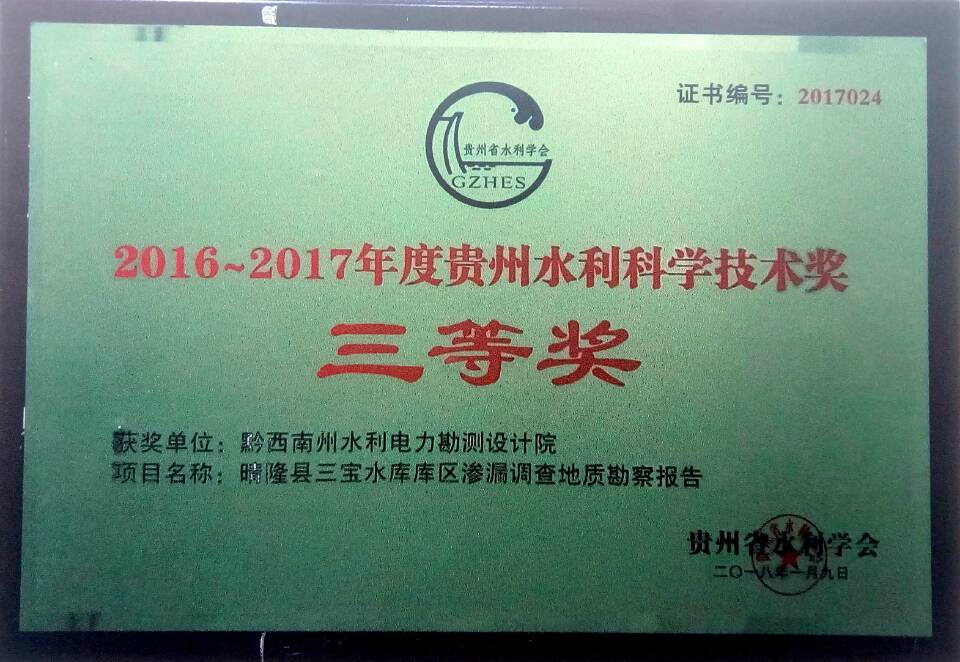 证书编号：2017024
贵州省水利学会
GZHES
2016~2017年度贵州水利科学技术奖
三等奖
获奖单位：黔西南州水利电力勘测设计院
项目名称：晴隆县三宝水库库区渗漏调查地质勘察报告
贵州省水利学会
二〇一八年一月九日